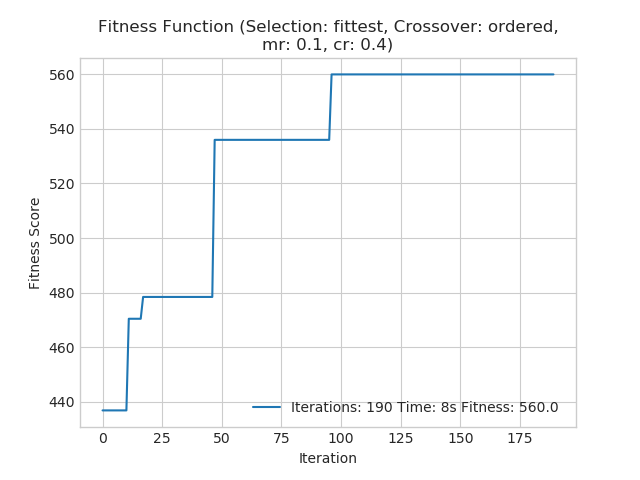 Fitness Function (Selection: fittest, Crossover: ordered,
mr: 0.1, cr: 0.4)
560
540
520
500
480
460
440
Fitness Score
Iterations: 190 Time: 8s Fitness: 560.0
0 25 50 75 100 125 150 175
Iteration